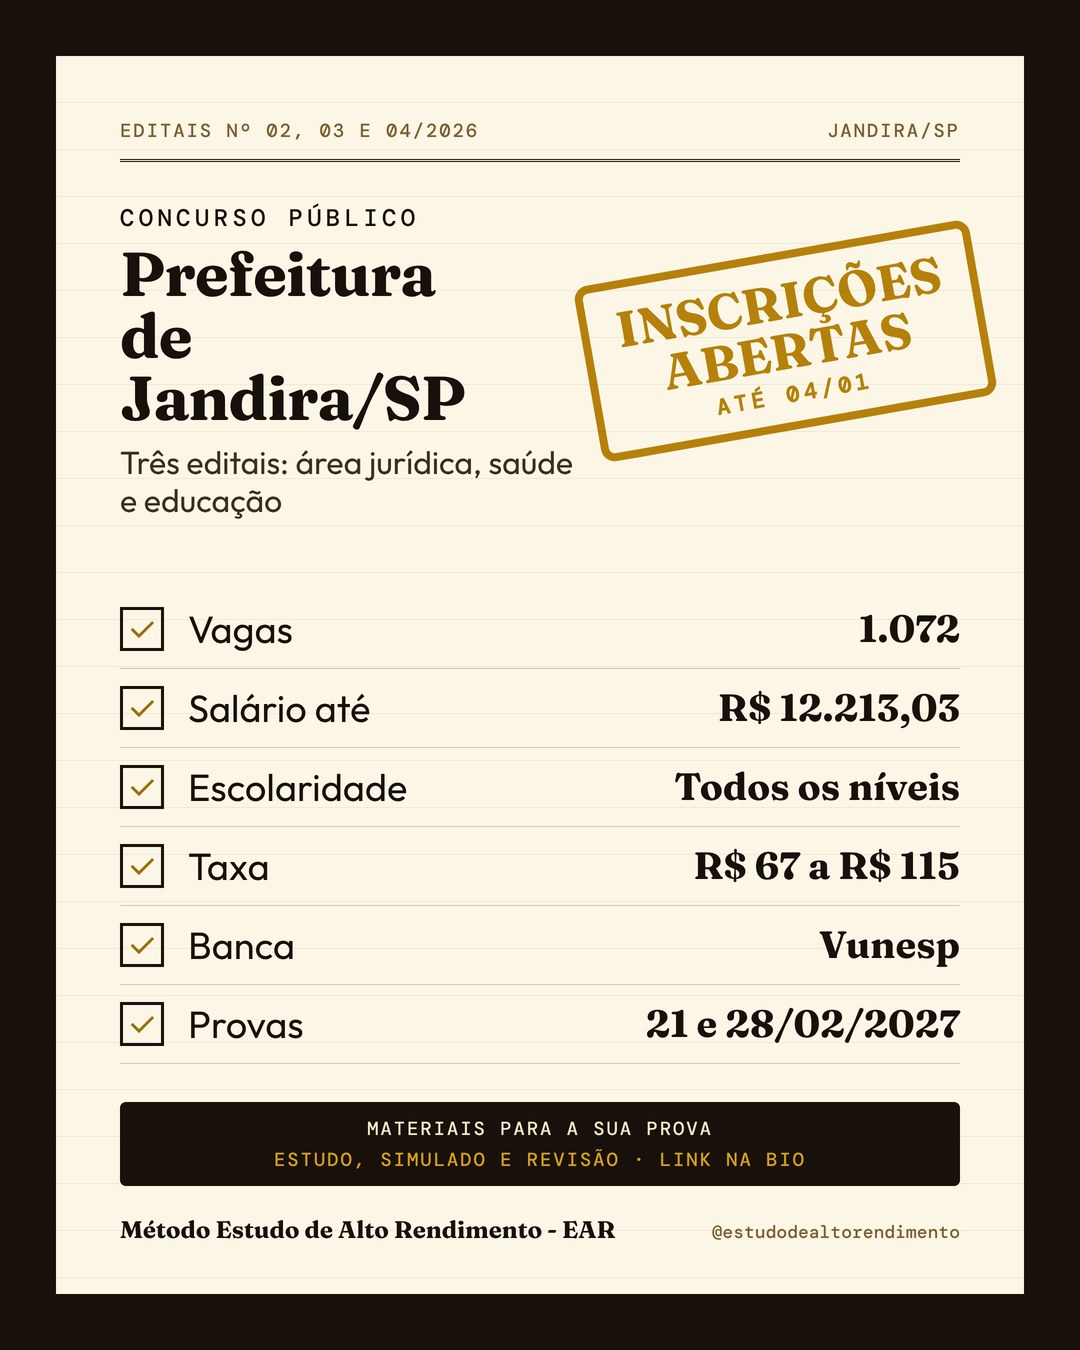 EDITAIS Nº 02, 03 E 04/2026
JANDIRA/SP
CONCURSO PÚBLICO
Prefeitura
de
Jandira/SP
INSCRIÇÕES
ABERTAS
ATÉ 04/01
Três editais: área jurídica, saúde
e educação
Vagas 1.072
Salário até R$ 12.213,03
Escolaridade Todos os níveis
Taxa R$ 67 a R$ 115
Banca Vunesp
Provas 21 e 28/02/2027
MATERIAIS PARA A SUA PROVA
ESTUDO, SIMULADO E REVISÃO · LINK NA BIO
Método Estudo de Alto Rendimento - EAR
@estudodealtorendimento